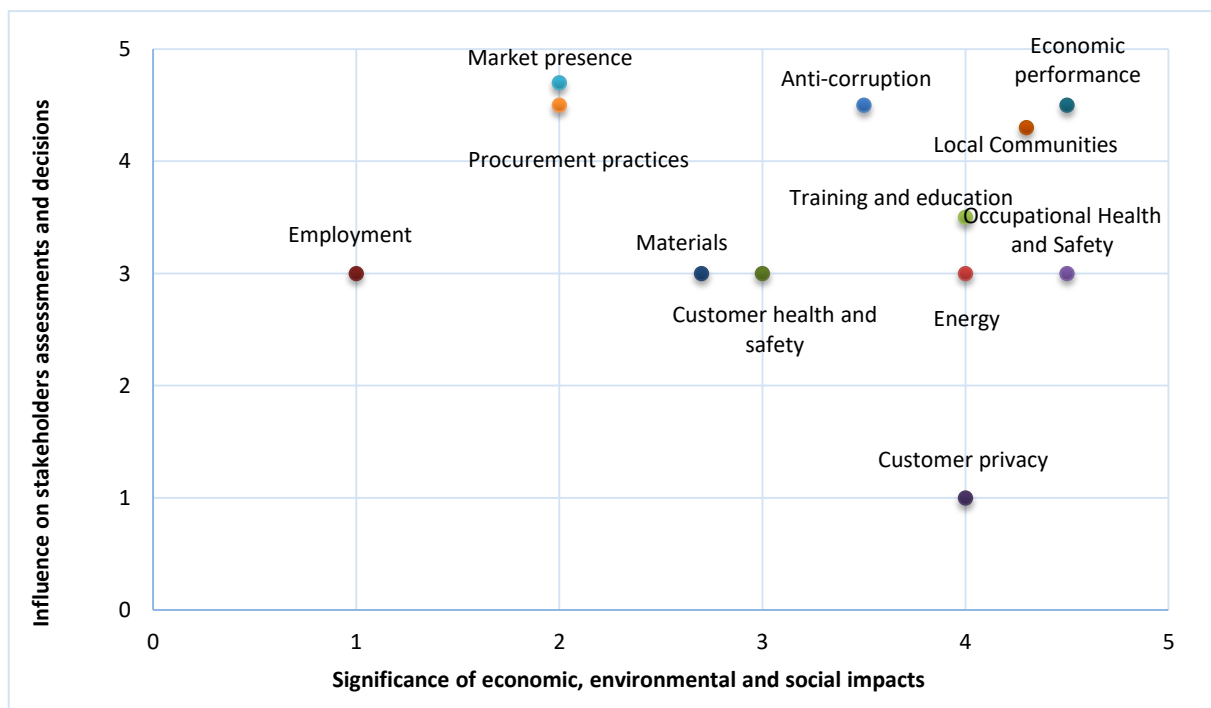 Influence on stakeholders assessments and decisions
5
4
3
2
1
0
Market presence
Procurement practices
Anti-corruption
Economic
performance
Local Communities
Training and education
Occupational Health
and Safety
Employment
Materials
Customer health and
safety
Energy
Customer privacy
0 1 2 3 4 5
Significance of economic, environmental and social impacts